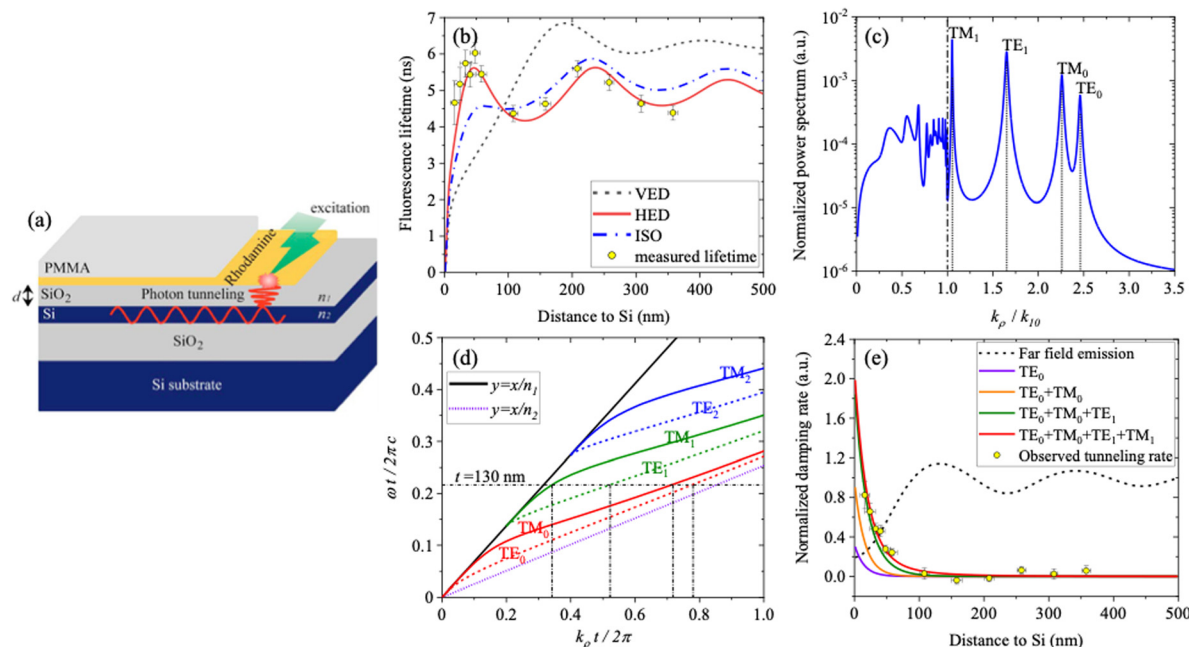 (a)
excitation
Rhodamine
PMMA
d
SiO2
Photon tunneling
n1
Si
n2
SiO2
Si substrate
(b)
Fluorescence lifetime (ns)
7
6
5
4
3
2
1
0
VED
HED
ISO
measured lifetime
0 100 200 300 400 500
Distance to Si (nm)
(c)
Normalized power spectrum (a.u.)
10-2
10-3
10-4
10-5
10-6
TM1
TE1
TM0
TE0
0.0 0.5 1.0 1.5 2.0 2.5 3.0 3.5
kρ / k10
(d)
ω t / 2π c
0.5
0.4
0.3
0.2
0.1
0.0
y=x/n1
y=x/n2
TM2
TE2
TM1
TE1
t =130 nm
TM0
TE0
0.0 0.2 0.4 0.6 0.8 1.0
kρ t / 2π
(e)
Normalized damping rate (a.u.)
2.4
2.0
1.6
1.2
0.8
0.4
0.0
Far field emission
TE0
TE0+TM0
TE0+TM0+TE1
TE0+TM0+TE1+TM1
Observed tunneling rate
0 100 200 300 400 500
Distance to Si (nm)